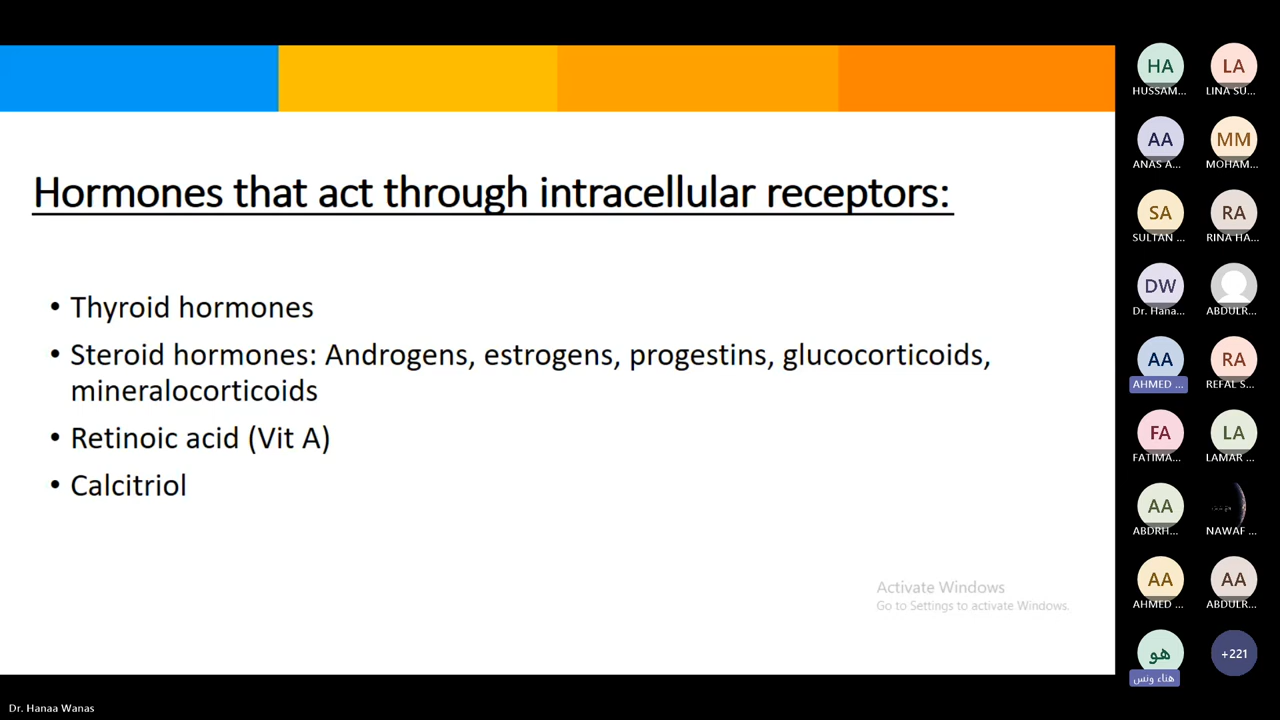 Hormones that act through intracellular receptors:
• Thyroid hormones
• Steroid hormones: Androgens, estrogens, progestins, glucocorticoids,
mineralocorticoids
• Retinoic acid (Vit A)
• Calcitriol
Activate Windows
Go to Settings to activate Windows.
HA
HUSSAM...
LA
LINA SU...
AA
ANAS A...
MM
MOHAM...
SA
SULTAN ...
RA
RINA HA...
DW
Dr. Hana...
ABDULR...
AA
AHMED ...
RA
REFAL S...
FA
FATIMA...
LA
LAMAR ...
AA
ABDRH...
NAWAF ...
AA
AHMED ...
AA
ABDULR...
هو
هناء ونس
+221
Dr. Hanaa Wanas